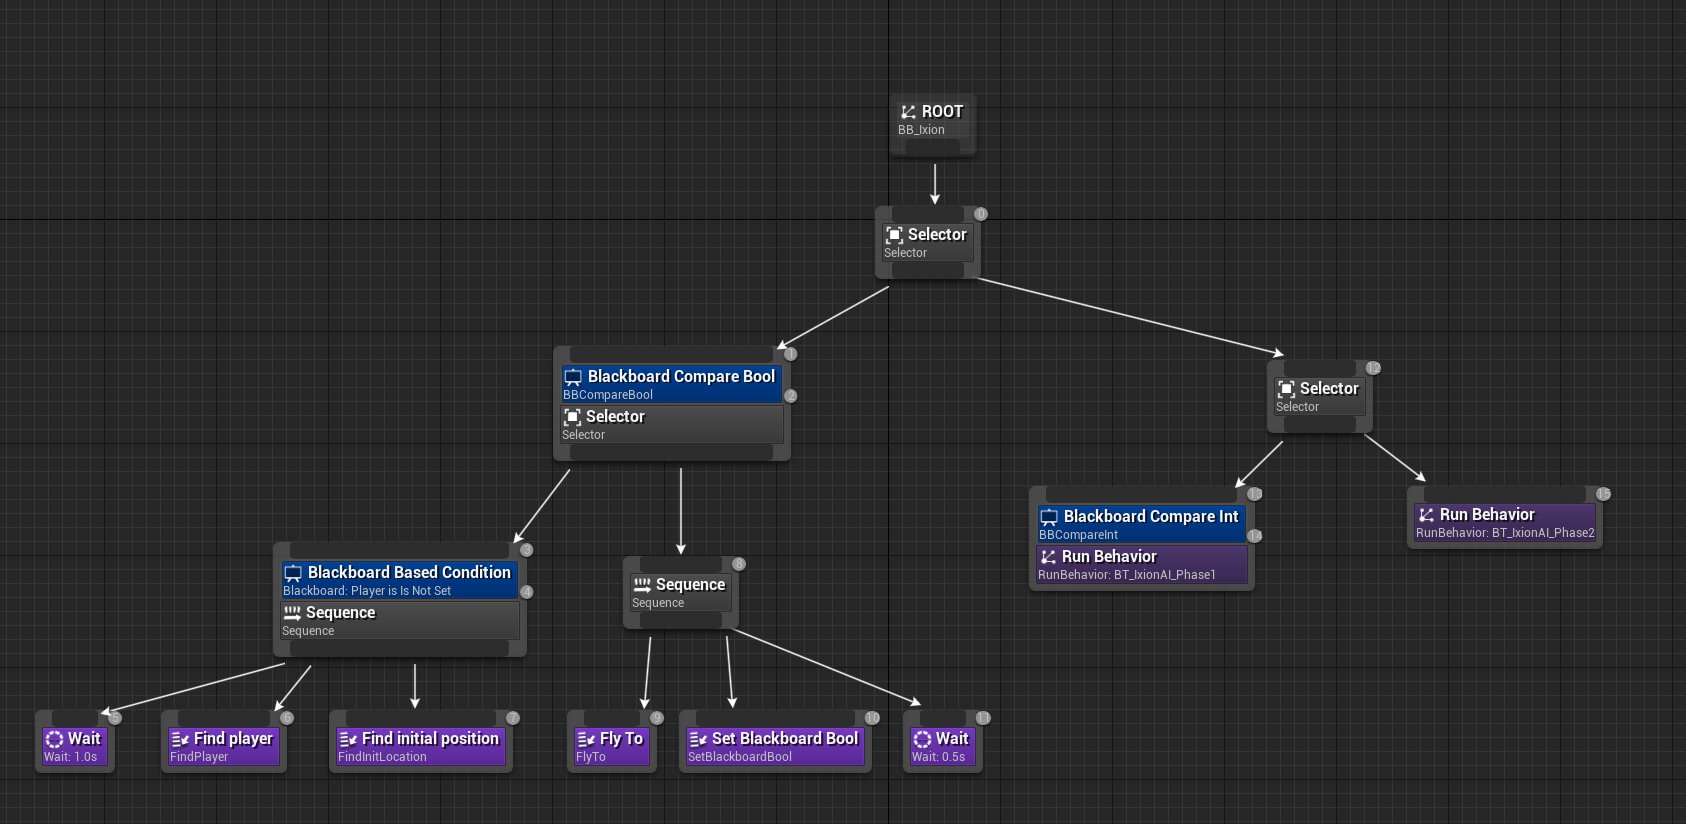 ROOT
BB_Ixion
0
Selector
Selector
1
Blackboard Compare Bool
BBCompareBool
2
Selector
Selector
12
Selector
Selector
3
Blackboard Based Condition
Blackboard: Player is Is Not Set
4
Sequence
Sequence
8
Sequence
Sequence
13
Blackboard Compare Int
BBCompareInt
14
Run Behavior
RunBehavior: BT_IxionAI_Phase1
15
Run Behavior
RunBehavior: BT_IxionAI_Phase2
5
Wait
Wait: 1.0s
6
Find player
FindPlayer
7
Find initial position
FindInitLocation
9
Fly To
FlyTo
10
Set Blackboard Bool
SetBlackboardBool
11
Wait
Wait: 0.5s